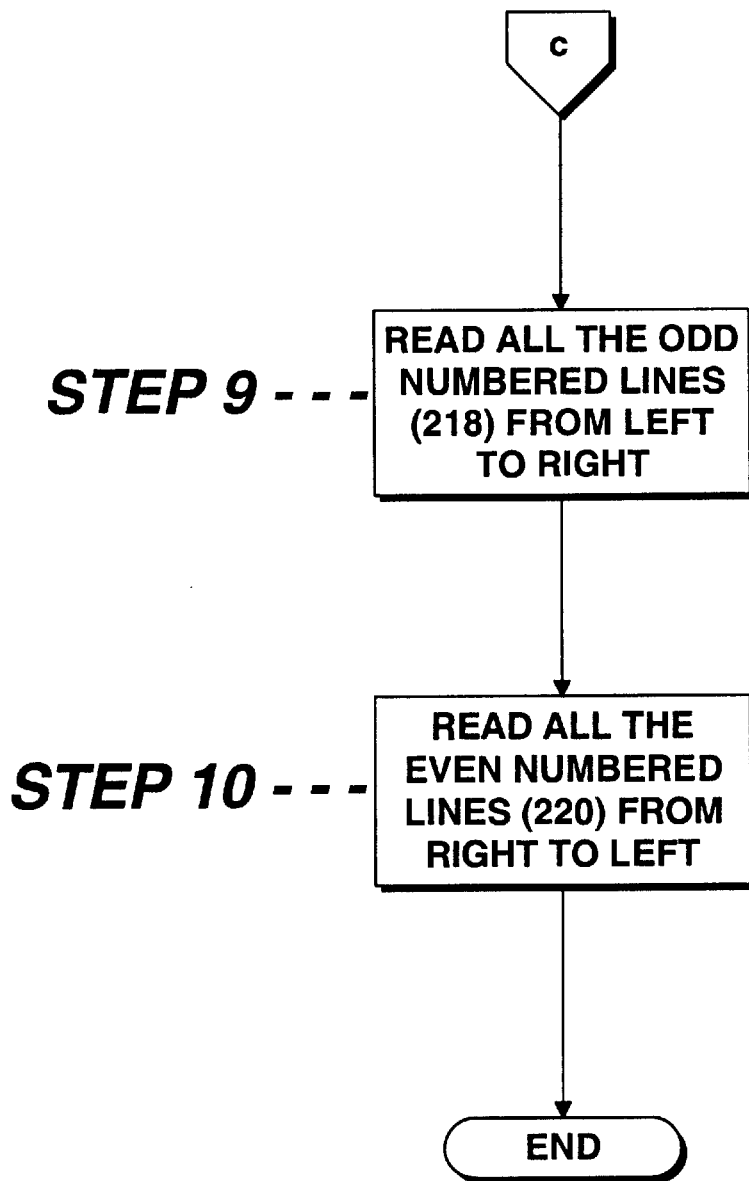 C
STEP 9 - - -
READ ALL THE ODD
NUMBERED LINES
(218) FROM LEFT
TO RIGHT
STEP 10 - - -
READ ALL THE
EVEN NUMBERED
LINES (220) FROM
RIGHT TO LEFT
END